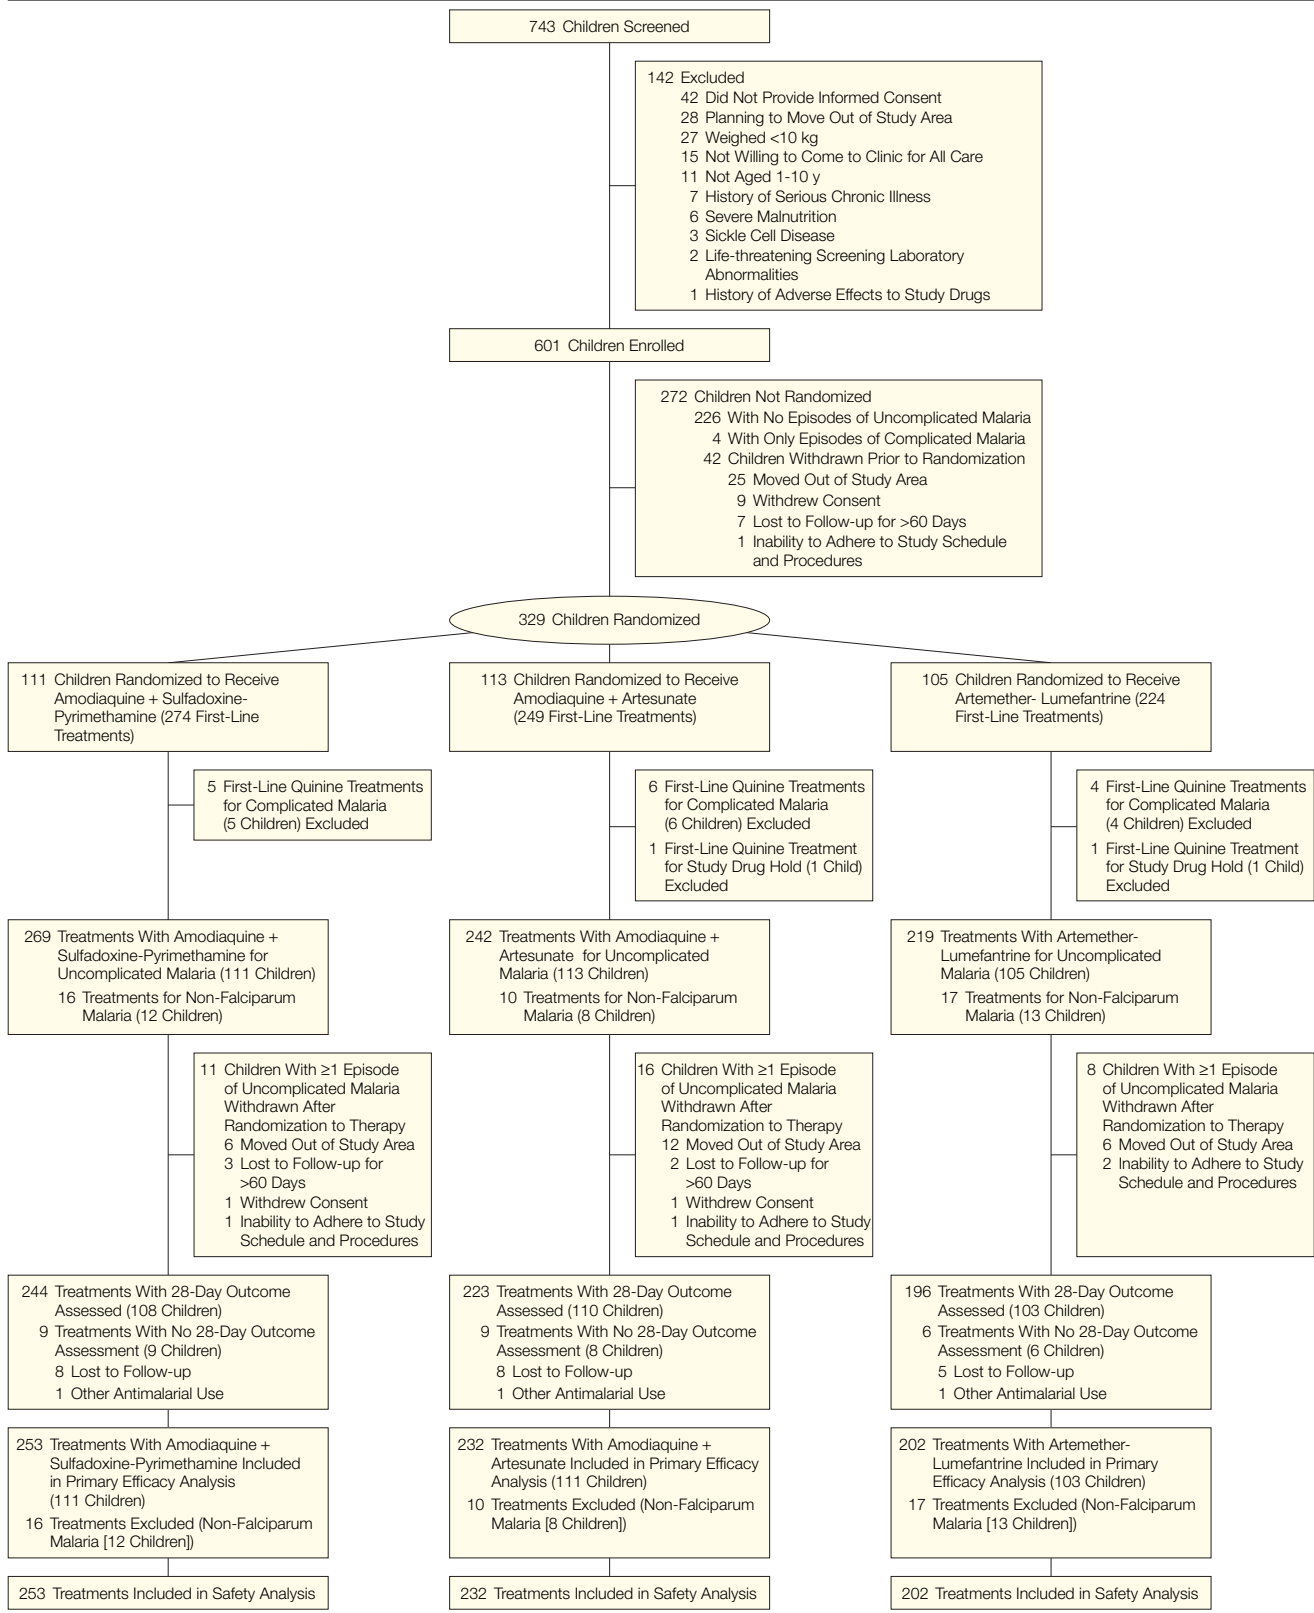 743 Children Screened
142 Excluded
42 Did Not Provide Informed Consent
28 Planning to Move Out of Study Area
27 Weighed <10 kg
15 Not Willing to Come to Clinic for All Care
11 Not Aged 1-10 y
7 History of Serious Chronic Illness
6 Severe Malnutrition
3 Sickle Cell Disease
2 Life-threatening Screening Laboratory
Abnormalities
1 History of Adverse Effects to Study Drugs
601 Children Enrolled
272 Children Not Randomized
226 With No Episodes of Uncomplicated Malaria
4 With Only Episodes of Complicated Malaria
42 Children Withdrawn Prior to Randomization
25 Moved Out of Study Area
9 Withdrew Consent
7 Lost to Follow-up for >60 Days
1 Inability to Adhere to Study Schedule
and Procedures
329 Children Randomized
111 Children Randomized to Receive
Amodiaquine + Sulfadoxine-
Pyrimethamine (274 First-Line
Treatments)
113 Children Randomized to Receive
Amodiaquine + Artesunate
(249 First-Line Treatments)
105 Children Randomized to Receive
Artemether- Lumefantrine (224
First-Line Treatments)
5 First-Line Quinine Treatments
for Complicated Malaria
(5 Children) Excluded
6 First-Line Quinine Treatments
for Complicated Malaria
(6 Children) Excluded
1 First-Line Quinine Treatment
for Study Drug Hold (1 Child)
Excluded
4 First-Line Quinine Treatments
for Complicated Malaria
(4 Children) Excluded
1 First-Line Quinine Treatment
for Study Drug Hold (1 Child)
Excluded
269 Treatments With Amodiaquine +
Sulfadoxine-Pyrimethamine for
Uncomplicated Malaria (111 Children)
16 Treatments for Non-Falciparum
Malaria (12 Children)
242 Treatments With Amodiaquine +
Artesunate for Uncomplicated
Malaria (113 Children)
10 Treatments for Non-Falciparum
Malaria (8 Children)
219 Treatments With Artemether-
Lumefantrine for Uncomplicated
Malaria (105 Children)
17 Treatments for Non-Falciparum
Malaria (13 Children)
11 Children With ≥1 Episode
of Uncomplicated Malaria
Withdrawn After
Randomization to Therapy
6 Moved Out of Study Area
3 Lost to Follow-up for
>60 Days
1 Withdrew Consent
1 Inability to Adhere to Study
Schedule and Procedures
16 Children With ≥1 Episode
of Uncomplicated Malaria
Withdrawn After
Randomization to Therapy
12 Moved Out of Study Area
2 Lost to Follow-up for
>60 Days
1 Withdrew Consent
1 Inability to Adhere to Study
Schedule and Procedures
8 Children With ≥1 Episode
of Uncomplicated Malaria
Withdrawn After
Randomization to Therapy
6 Moved Out of Study Area
2 Inability to Adhere to Study
Schedule and Procedures
244 Treatments With 28-Day Outcome
Assessed (108 Children)
9 Treatments With No 28-Day Outcome
Assessment (9 Children)
8 Lost to Follow-up
1 Other Antimalarial Use
223 Treatments With 28-Day Outcome
Assessed (110 Children)
9 Treatments With No 28-Day Outcome
Assessment (8 Children)
8 Lost to Follow-up
1 Other Antimalarial Use
196 Treatments With 28-Day Outcome
Assessed (103 Children)
6 Treatments With No 28-Day Outcome
Assessment (6 Children)
5 Lost to Follow-up
1 Other Antimalarial Use
253 Treatments With Amodiaquine +
Sulfadoxine-Pyrimethamine Included
in Primary Efficacy Analysis
(111 Children)
16 Treatments Excluded (Non-Falciparum
Malaria [12 Children])
232 Treatments With Amodiaquine +
Artesunate Included in Primary Efficacy
Analysis (111 Children)
10 Treatments Excluded (Non-Falciparum
Malaria [8 Children])
202 Treatments With Artemether-
Lumefantrine Included in Primary
Efficacy Analysis (103 Children)
17 Treatments Excluded (Non-Falciparum
Malaria [13 Children])
253 Treatments Included in Safety Analysis
232 Treatments Included in Safety Analysis
202 Treatments Included in Safety Analysis